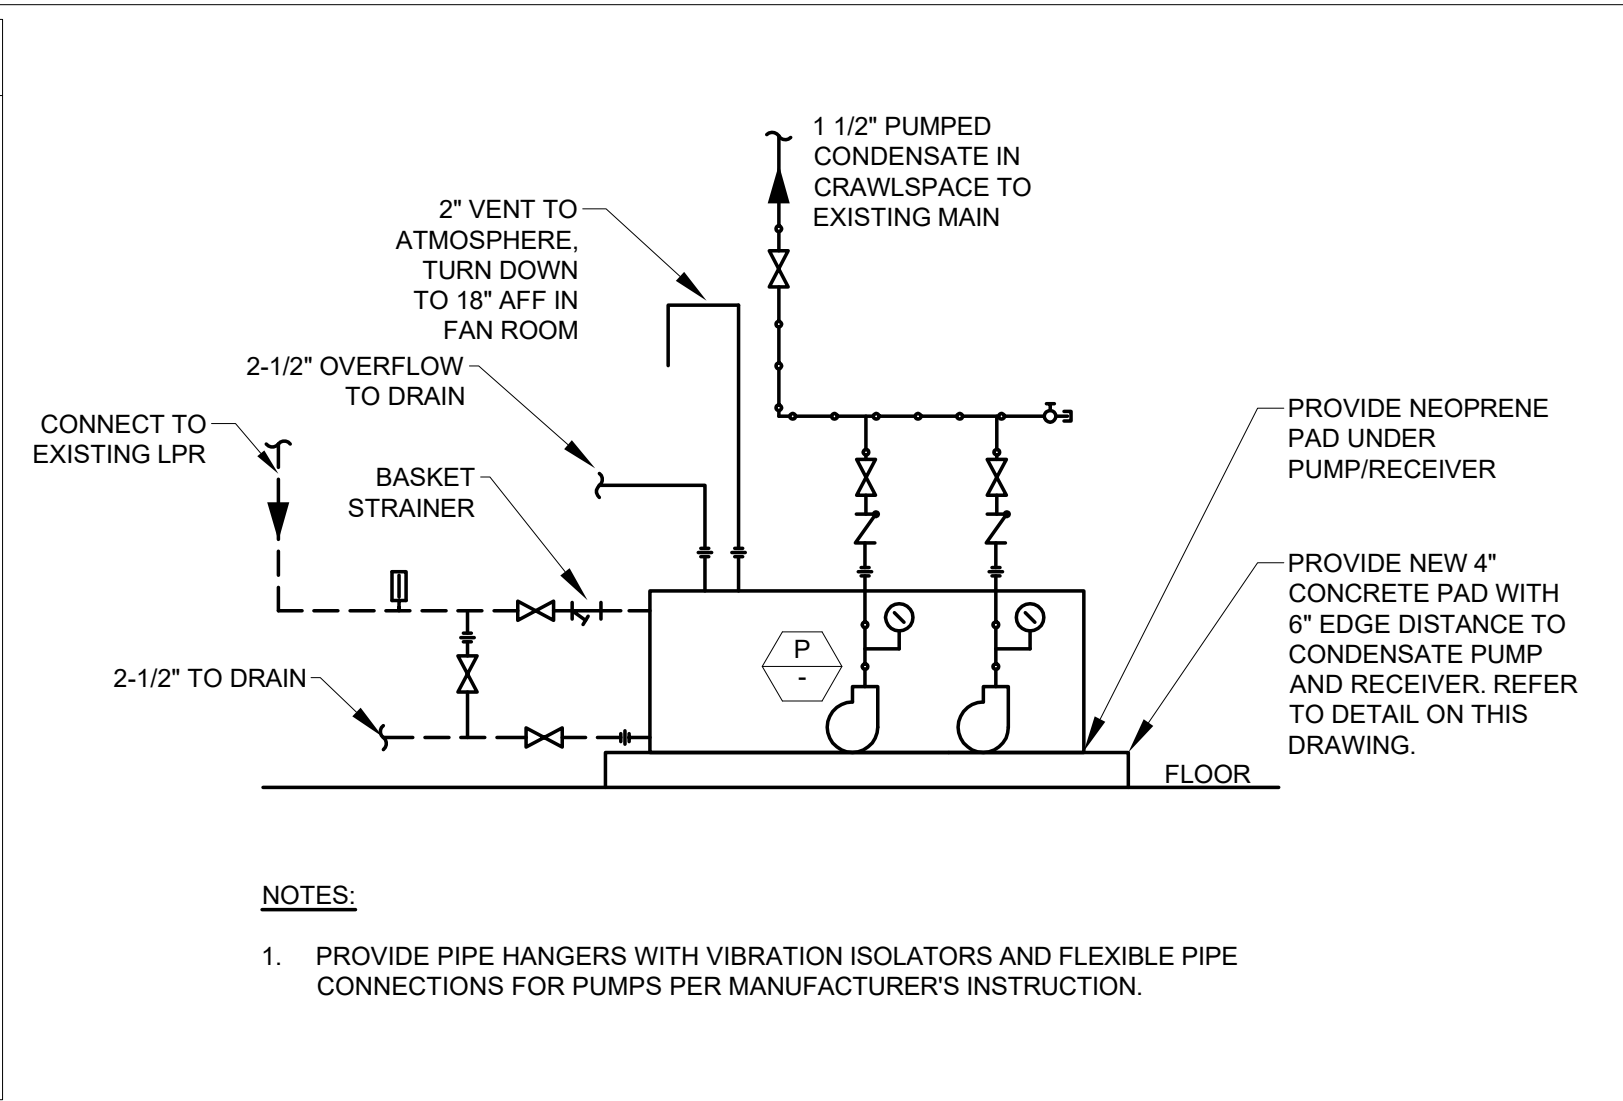 1 1/2" PUMPED
CONDENSATE IN
CRAWLSPACE TO
EXISTING MAIN
2" VENT TO
ATMOSPHERE,
TURN DOWN
TO 18" AFF IN
FAN ROOM
2-1/2" OVERFLOW
TO DRAIN
CONNECT TO
EXISTING LPR
BASKET
STRAINER
2-1/2" TO DRAIN
P
-
PROVIDE NEOPRENE
PAD UNDER
PUMP/RECEIVER
PROVIDE NEW 4"
CONCRETE PAD WITH
6" EDGE DISTANCE TO
CONDENSATE PUMP
AND RECEIVER. REFER
TO DETAIL ON THIS
DRAWING.
FLOOR
NOTES:
1. PROVIDE PIPE HANGERS WITH VIBRATION ISOLATORS AND FLEXIBLE PIPE
CONNECTIONS FOR PUMPS PER MANUFACTURER'S INSTRUCTION.